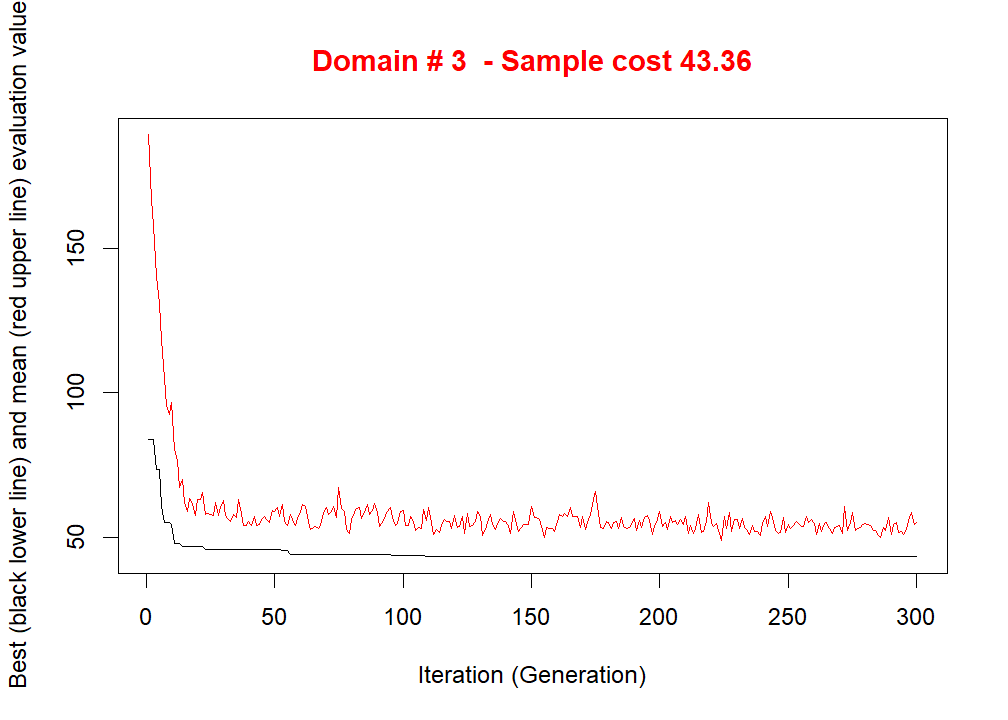 Domain # 3  - Sample cost 43.36
Best (black lower line) and mean (red upper line) evaluation value
150
100
50
0 50 100 150 200 250 300
Iteration (Generation)